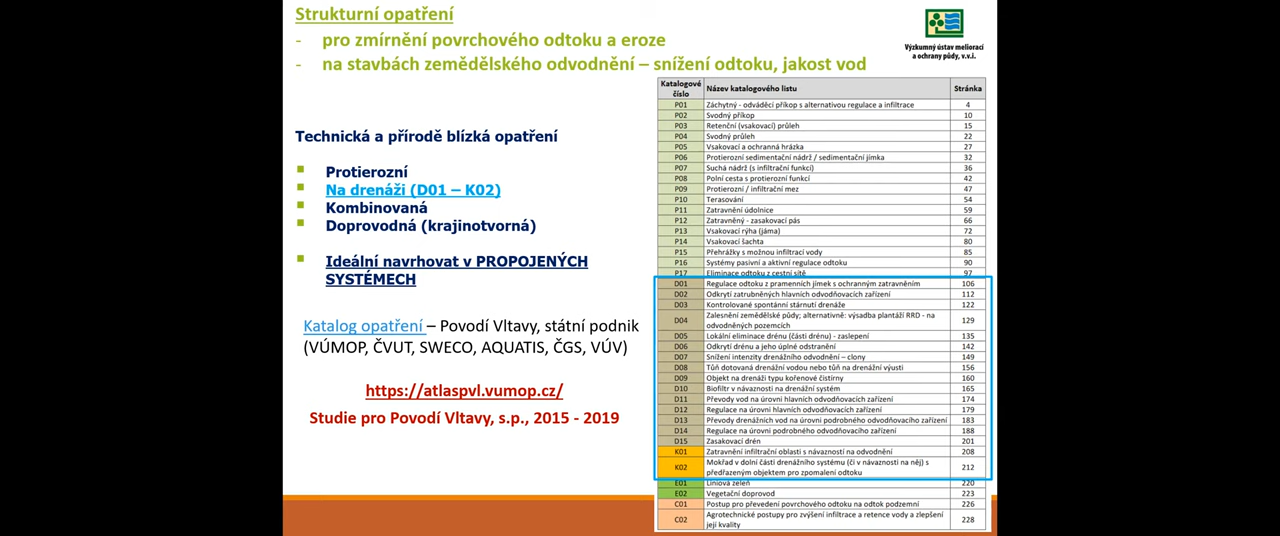 Strukturní opatření
- pro zmírnění povrchového odtoku a eroze
- na stavbách zemědělského odvodnění – snížení odtoku, jakost vod
Výzkumný ústav meliorací
a ochrany půdy, v.v.i.
Technická a přírodě blízká opatření
Protierozní
Na drenáži (D01 – K02)
Kombinovaná
Doprovodná (krajinotvorná)
Ideální navrhovat v PROPOJENÝCH
SYSTÉMECH
Katalog opatření – Povodí Vltavy, státní podnik
(VÚMOP, ČVUT, SWECO, AQUATIS, ČGS, VÚV)
https://atlaspvl.vumop.cz/
Studie pro Povodí Vltavy, s.p., 2015 - 2019
Katalogové
číslo Název katalogového listu Stránka
P01 Záchytný - odváděcí příkop s alternativou regulace a infiltrace 4
P02 Svodný příkop 10
P03 Retenční (vsakovací) průleh 15
P04 Svodný průleh 22
P05 Vsakovací a ochranná hrázka 27
P06 Protierozní sedimentační nádrž / sedimentační jímka 32
P07 Suchá nádrž (s infiltrační funkcí) 36
P08 Polní cesta s protierozní funkcí 42
P09 Protierozní / infiltrační mez 47
P10 Terasování 54
P11 Zatravnění údolnice 59
P12 Zatravněný - zasakovací pás 66
P13 Vsakovací rýha (jáma) 72
P14 Vsakovací šachta 80
P15 Přehrážky s možnou infiltrací vody 85
P16 Systémy pasivní a aktivní regulace odtoku 90
P17 Eliminace odtoku z cestní sítě 97
D01 Regulace odtoku z pramenních jímek s ochranným zatravněním 106
D02 Odkrytí zatrubněných hlavních odvodňovacích zařízení 112
D03 Kontrolované spontánní stárnutí drenáže 122
D04 Zalesnění zemědělské půdy; alternativně: výsadba plantáží RRD - na
odvodněných pozemcích 129
D05 Lokální eliminace drénu (části drénu) - zaslepení 135
D06 Odkrytí drénu a jeho úplné odstranění 142
D07 Snížení intenzity drenážního odvodnění – clony 149
D08 Tůň dotovaná drenážní vodou nebo tůň na drenážní výusti 156
D09 Objekt na drenáži typu kořenové čistírny 160
D10 Biofiltr v návaznosti na drenážní systém 165
D11 Převody vod na úrovni hlavních odvodňovacích zařízení 174
D12 Regulace na úrovni hlavních odvodňovacích zařízení 179
D13 Převody drenážních vod na úrovni podrobného odvodňovacího zařízení 183
D14 Regulace na úrovni podrobného odvodňovacího zařízení 188
D15 Zasakovací drén 201
K01 Zatravnění infiltrační oblasti s návazností na odvodnění 208
K02 Mokřad v dolní části drenážního systému (či v návaznosti na něj) s
předřazeným objektem pro zpomalení odtoku 212
E01 Liniová zeleň 220
E02 Vegetační doprovod 223
C01 Postup pro převedení povrchového odtoku na odtok podzemní 226
C02 Agrotechnické postupy pro zvýšení infiltrace a retence vody a zlepšení
její kvality 228